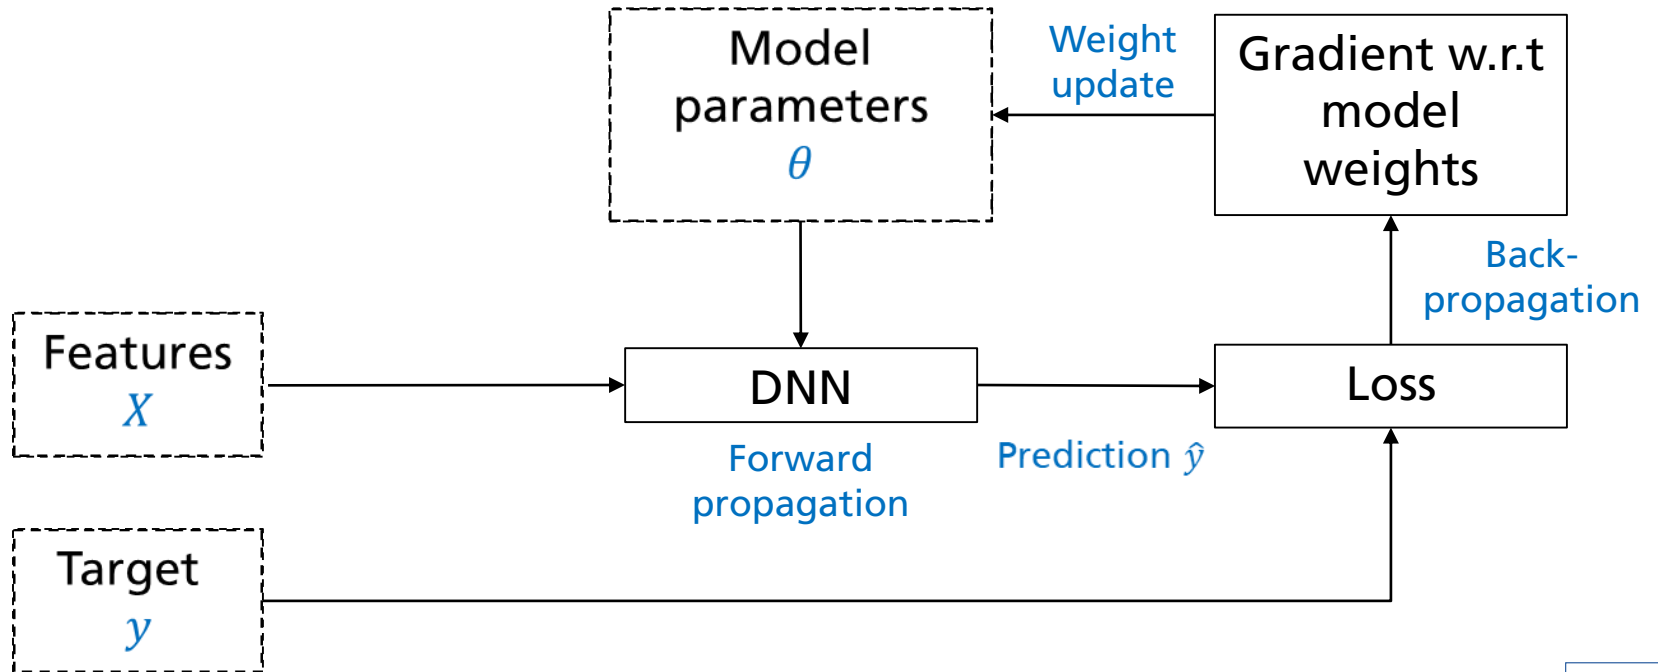 Model
parameters
θ
Weight
update
Gradient w.r.t
model
weights
Back-
propagation
Features
X
DNN
Loss
Forward
propagation
Prediction ŷ
Target
y